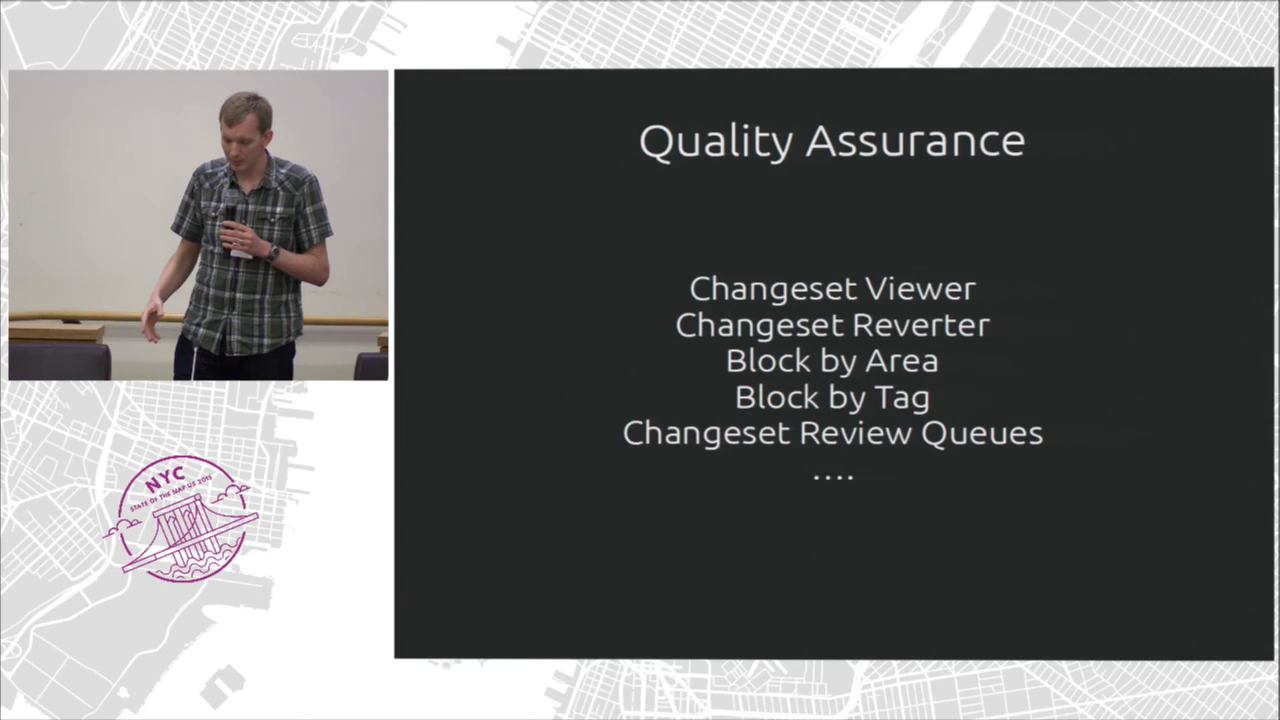 Quality Assurance
Changeset Viewer
Changeset Reverter
Block by Area
Block by Tag
Changeset Review Queues
....
NYC
STATE OF THE MAP US 2015